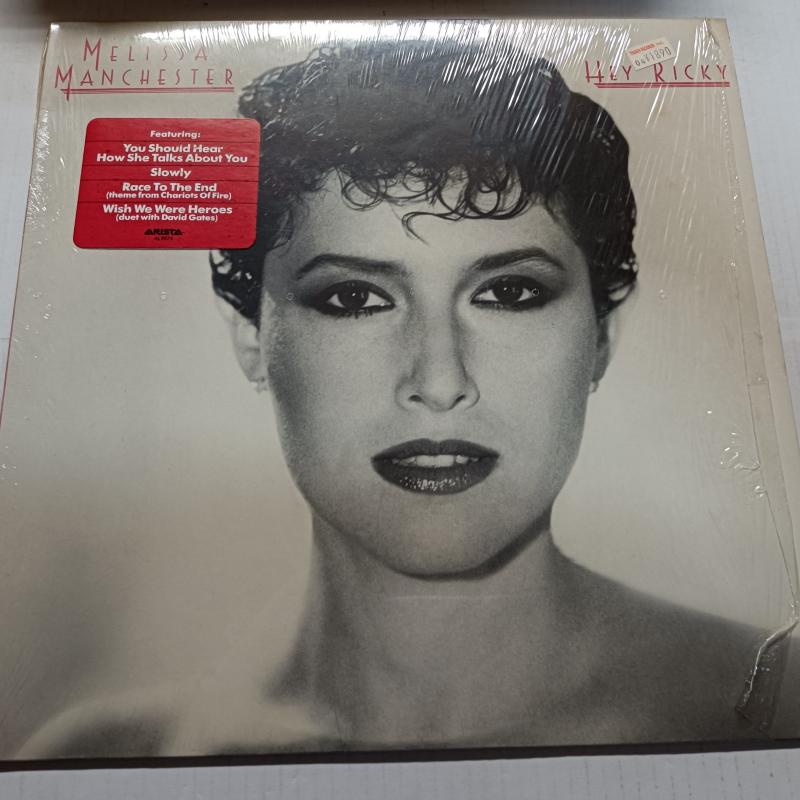 MELISSA
MANCHESTER
HEY RICKY
Featuring:
You Should Hear
How She Talks About You
Slowly
Race To The End
(theme from Chariots Of Fire)
Wish We Were Heroes
(duet with David Gates)
ARISTA